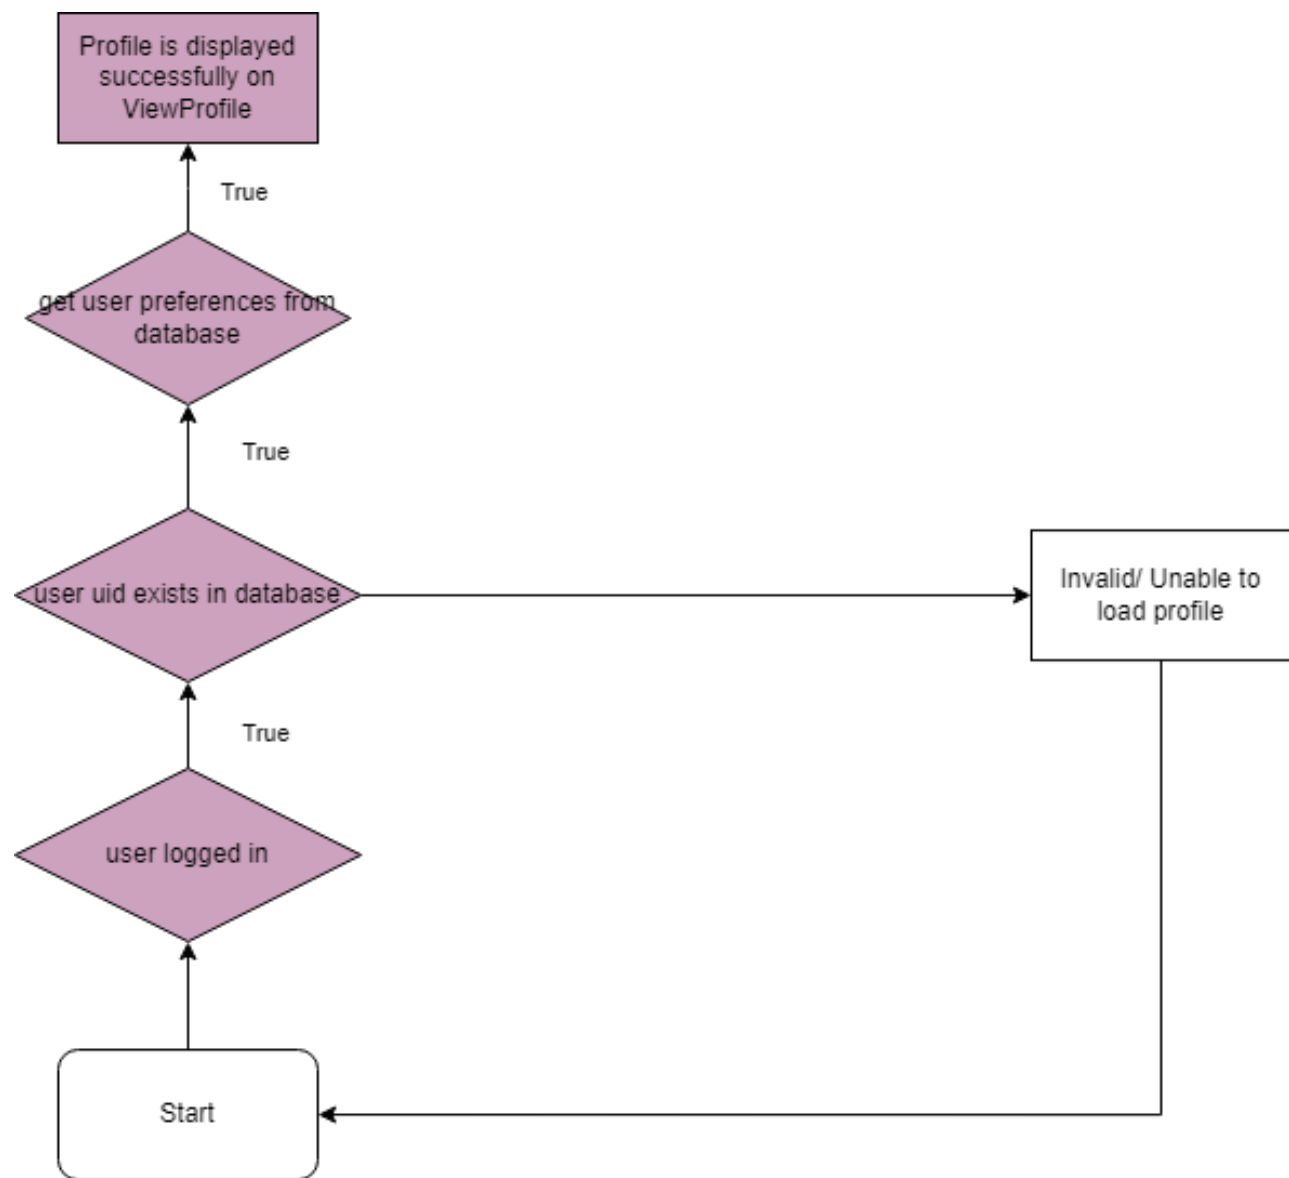 Profile is displayed
successfully on
ViewProfile
True
get user preferences from
database
True
user uid exists in database
Invalid/ Unable to
load profile
True
user logged in
Start